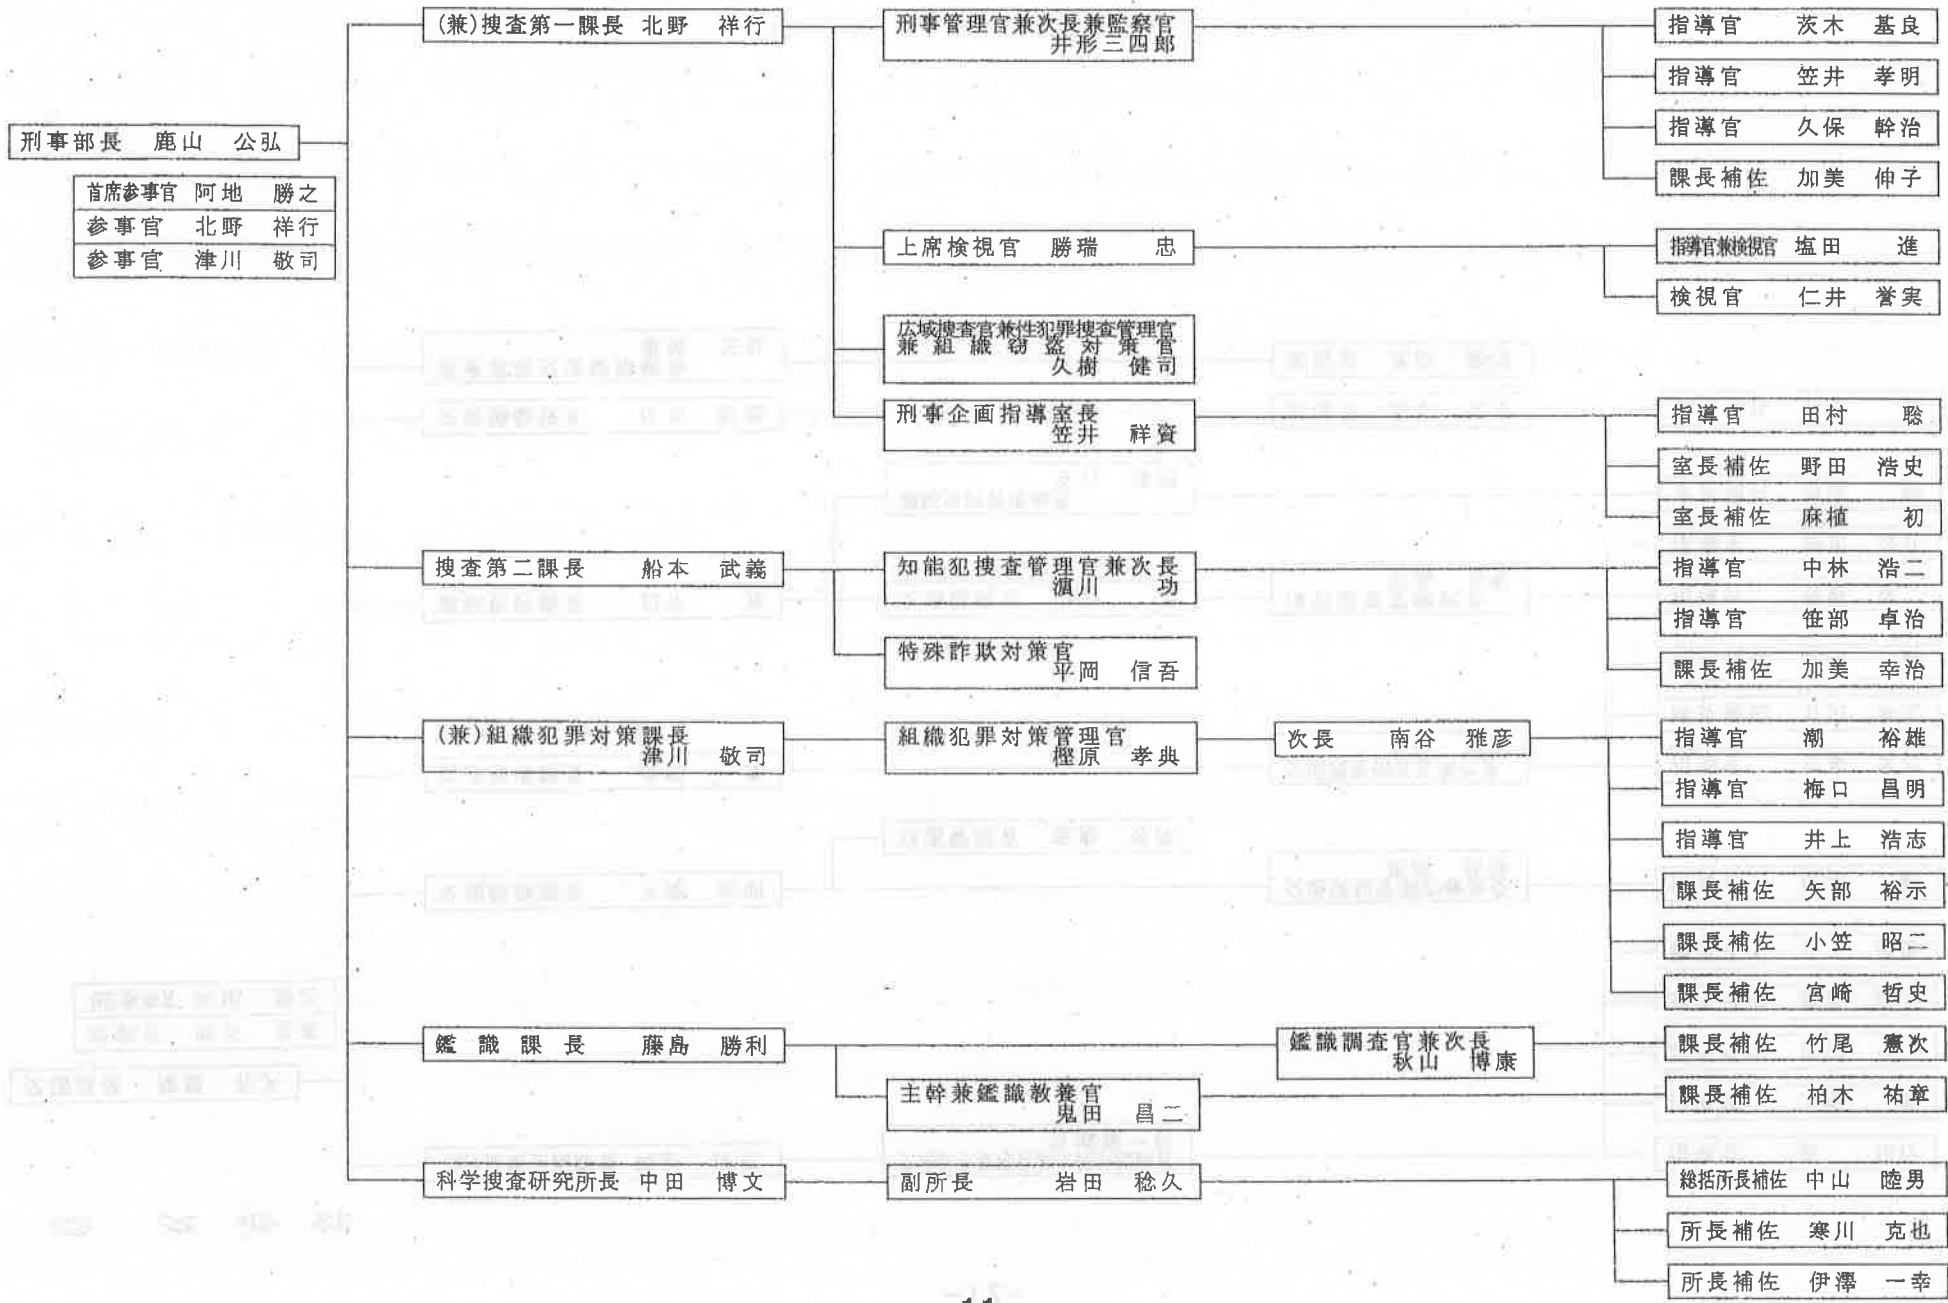 刑事部長 鹿山 公弘
首席参事官 阿地 勝之
参事官 北野 祥行
参事官 津川 敬司
(兼)捜査第一課長 北野 祥行
刑事管理官兼次長兼監察官
井形三四郎
指導官 茨木 基良
指導官 笠井 孝明
指導官 久保 幹治
課長補佐 加美 伸子
上席検視官 勝瑞 忠
指導官兼検視官 塩田 進
検視官 仁井 誉実
広域捜査官兼性犯罪捜査管理官
兼組織窃盗対策官
久樹 健司
刑事企画指導室長
笠井 祥資
指導官 田村 聡
室長補佐 野田 浩史
室長補佐 麻植 初
捜査第二課長 船本 武義
知能犯捜査管理官兼次長
濵川 功
指導官 中林 浩二
指導官 笹部 卓治
課長補佐 加美 幸治
特殊詐欺対策官
平岡 信吾
(兼)組織犯罪対策課長
津川 敬司
組織犯罪対策管理官
樫原 孝典
次長 南谷 雅彦
指導官 潮 裕雄
指導官 梅口 昌明
指導官 井上 浩志
課長補佐 矢部 裕示
課長補佐 小笠 昭二
課長補佐 宮崎 哲史
鑑識課長 藤島 勝利
鑑識調査官兼次長
秋山 博康
課長補佐 竹尾 憲次
主幹兼鑑識教養官
鬼田 昌二
課長補佐 柏木 祐章
科学捜査研究所長 中田 博文
副所長 岩田 稔久
総括所長補佐 中山 陸男
所長補佐 寒川 克也
所長補佐 伊澤 一幸